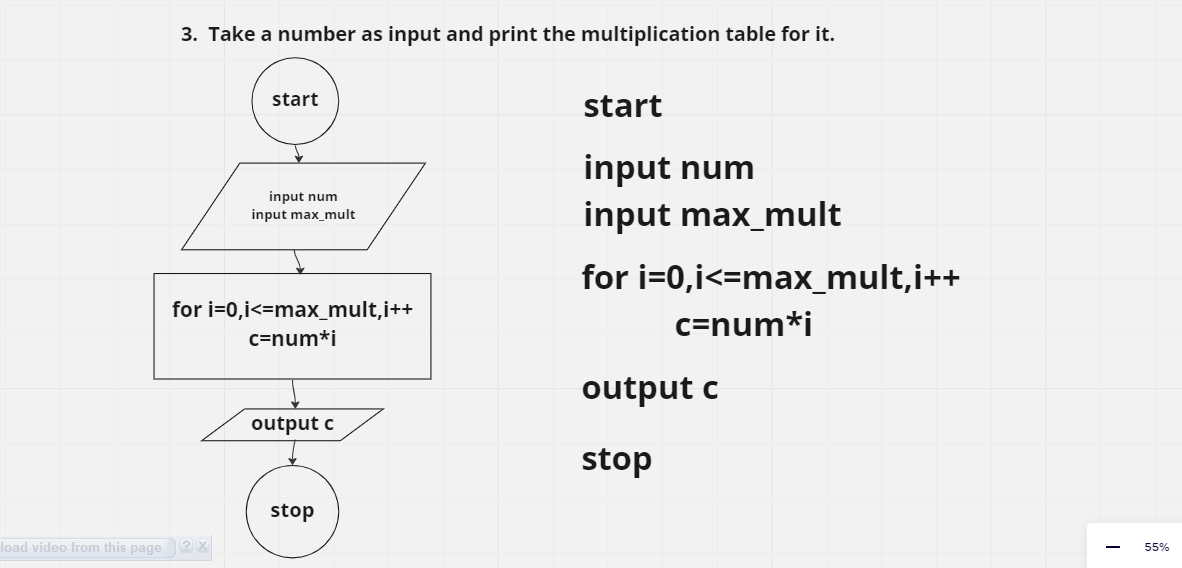 3. Take a number as input and print the multiplication table for it.
start
input num
input max_mult
for i=0,i<=max_mult,i++
c=num*i
output c
stop
start
input num
input max_mult
for i=0,i<=max_mult,i++
c=num*i
output c
stop
load video from this page ? X
— 55%